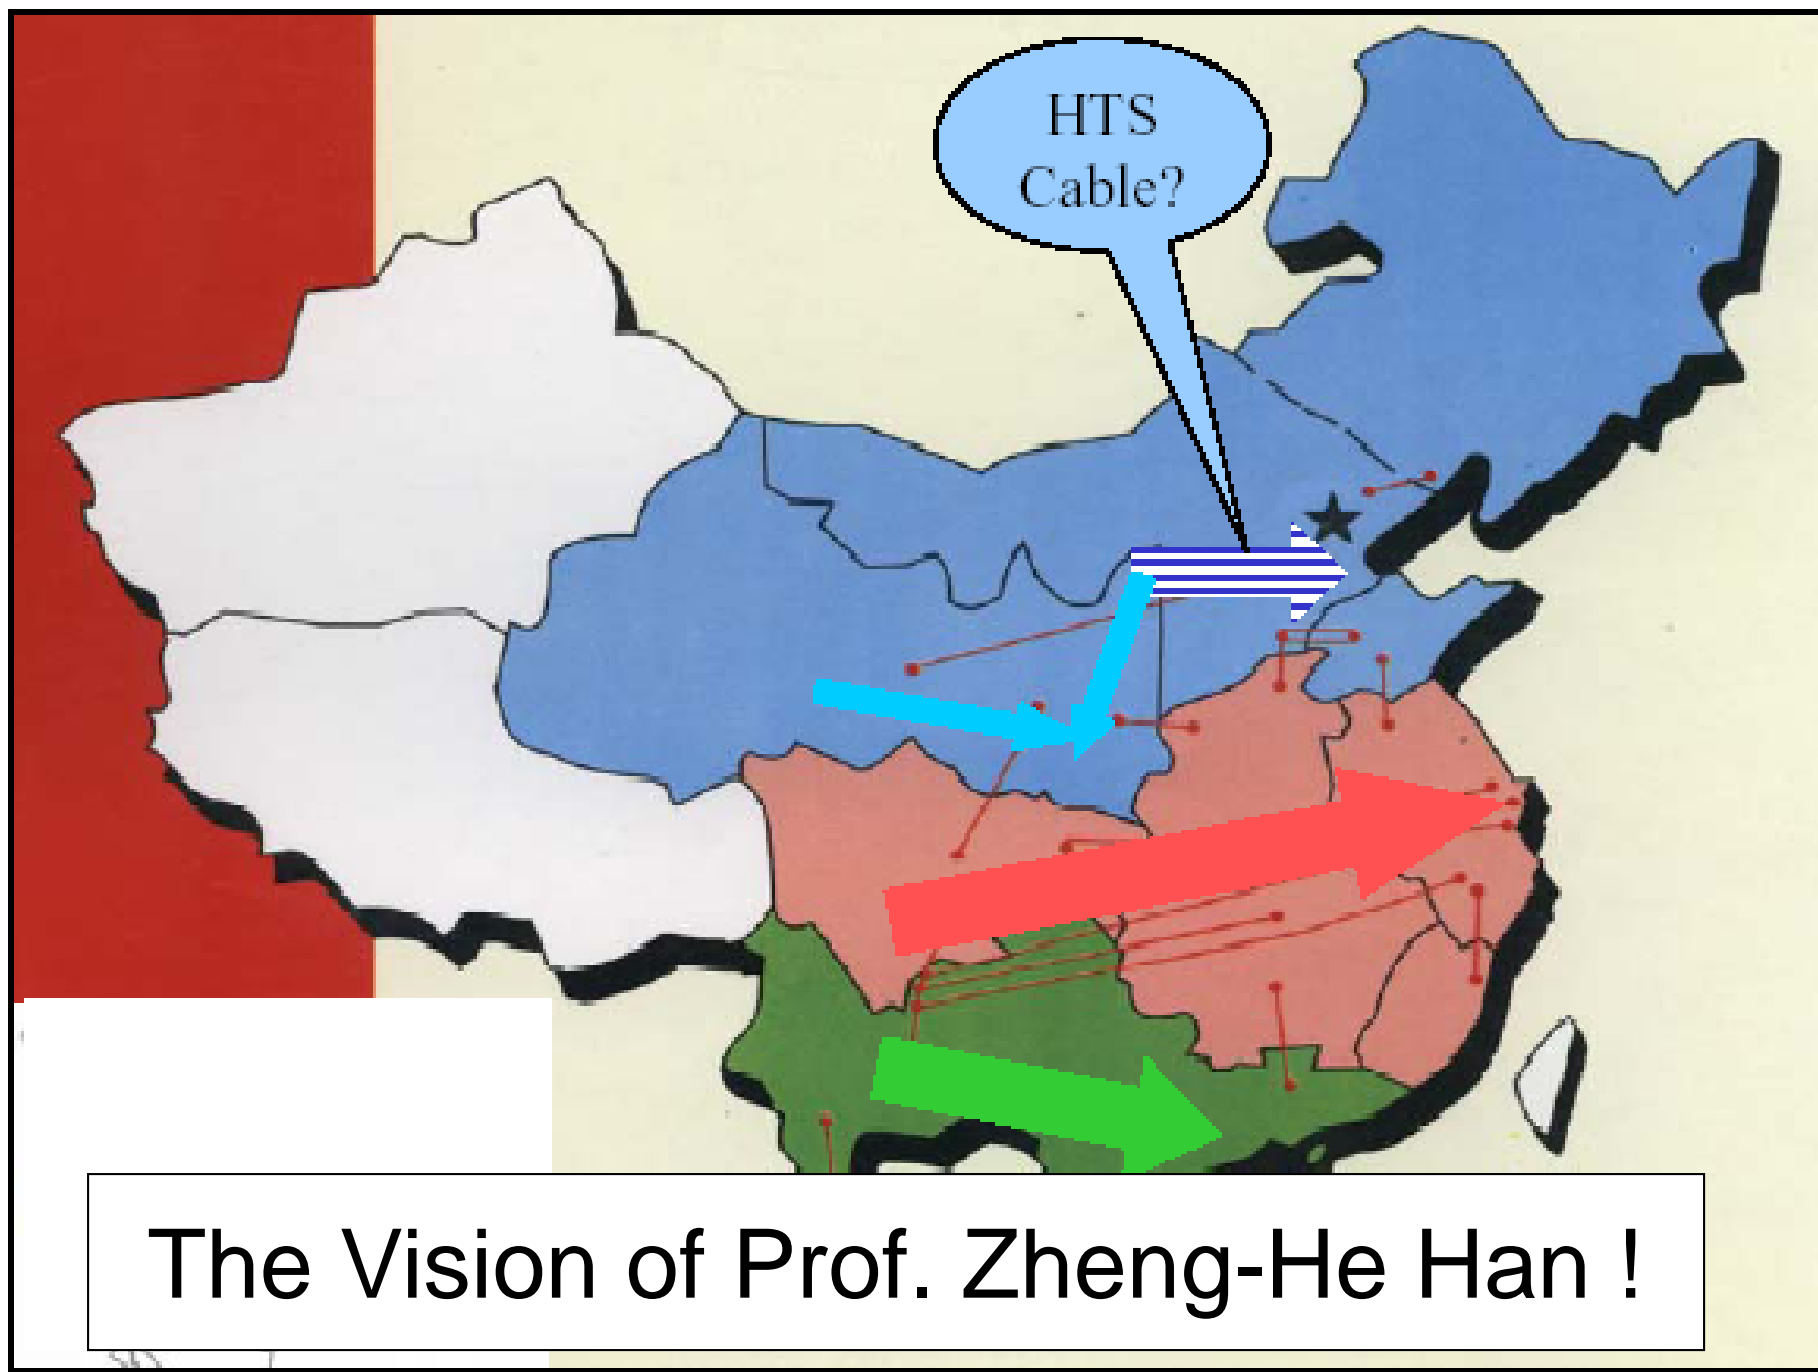 HTS
Cable?
The Vision of Prof. Zheng-He Han !